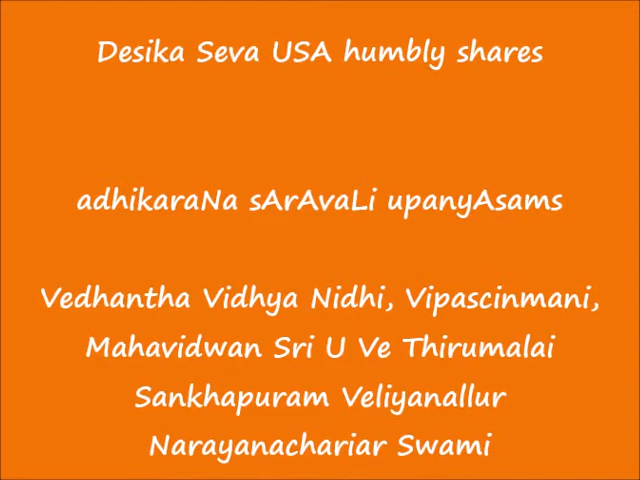 Desika Seva USA humbly shares
adhikaraNa sArAvaLi upanyAsams
Vedhantha Vidhya Nidhi, Vipascinmani,
Mahavidwan Sri U Ve Thirumalai
Sankhapuram Veliyanallur
Narayanachariar Swami